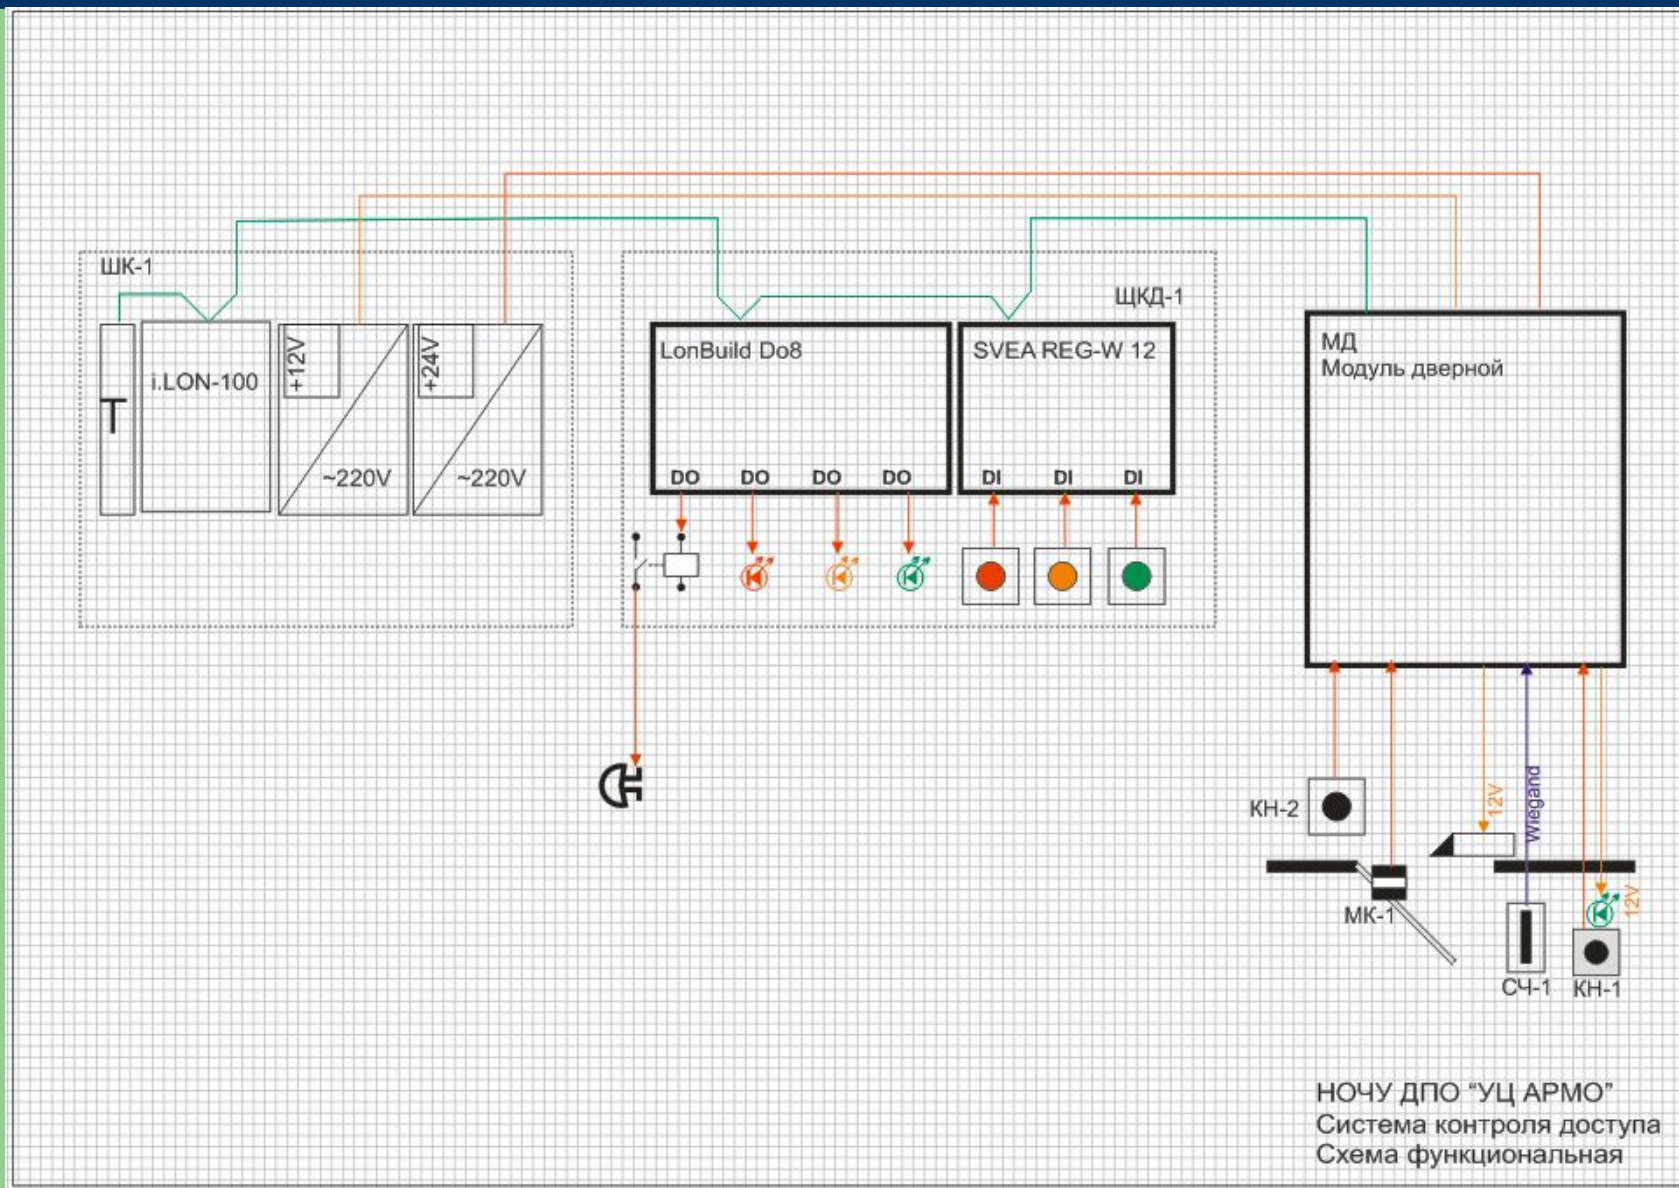 ШК-1
T
i.LON-100
+12V
~220V
+24V
~220V
ЩКД-1
LonBuild Do8
DO DO DO DO
SVEA REG-W 12
DI DI DI
МД
Модуль дверной
КН-2
12V
Wiegand
МК-1
12V
СЧ-1
КН-1
НОЧУ ДПО “УЦ АРМО”
Система контроля доступа
Схема функциональная